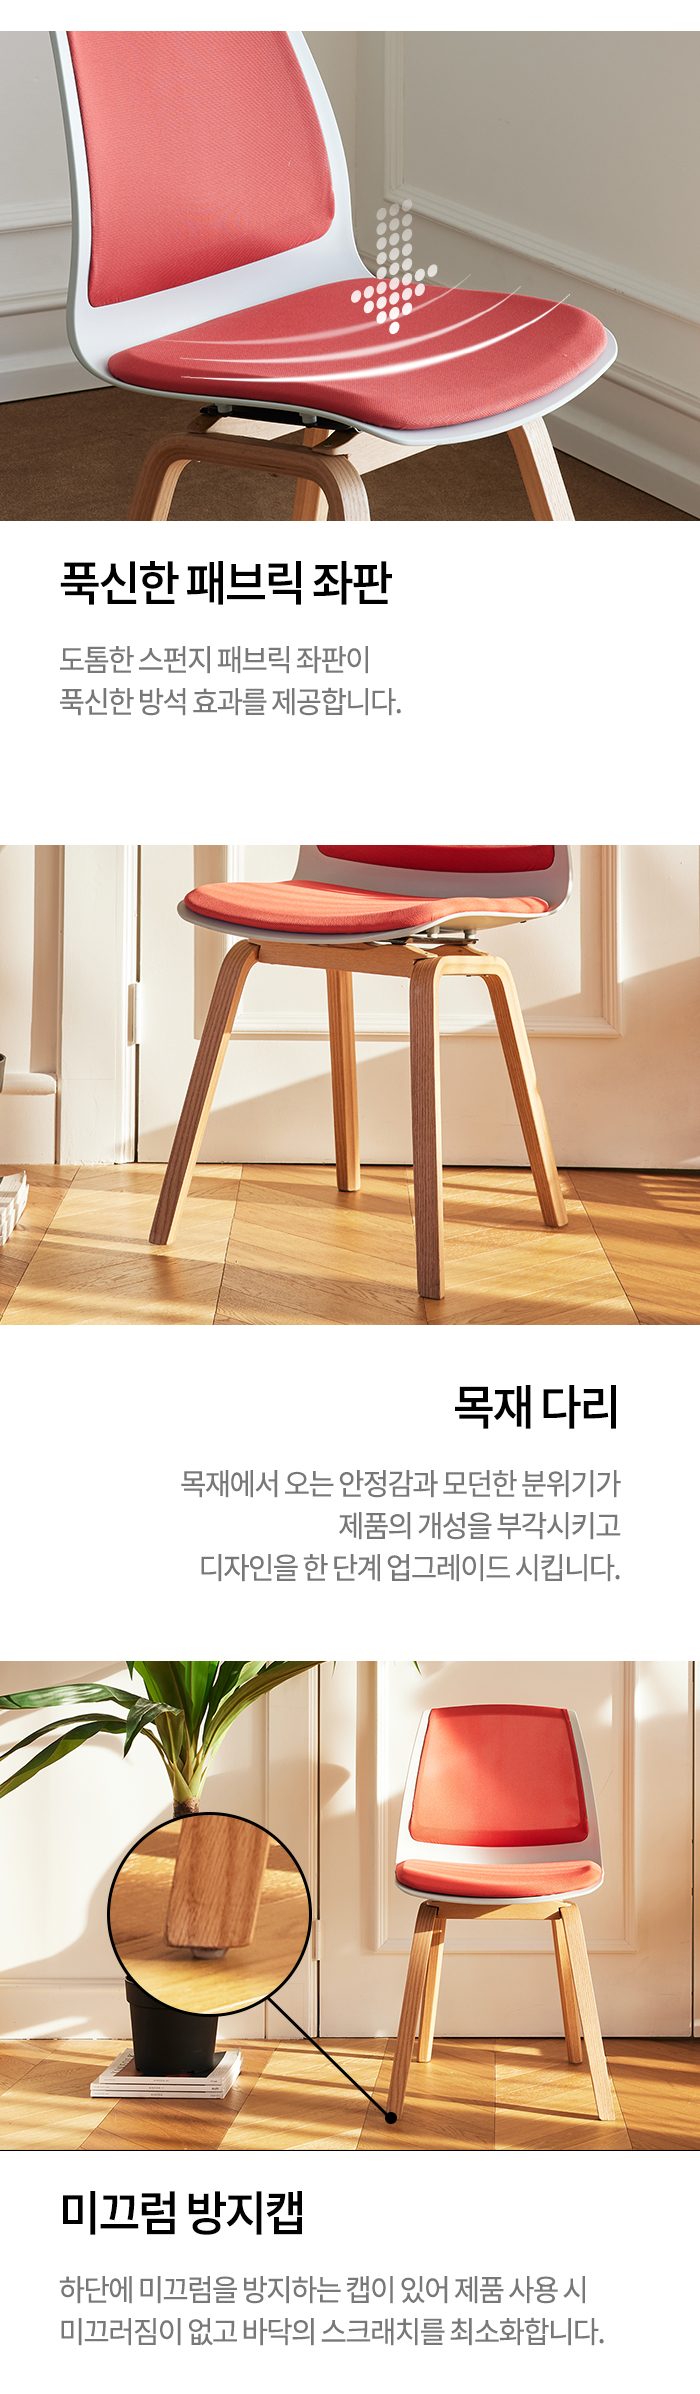 푹신한 패브릭 좌판
도톰한 스펀지 패브릭 좌판이
푹신한 방석 효과를 제공합니다.
목재 다리
목재에서 오는 안정감과 모던한 분위기가
제품의 개성을 부각시키고
디자인을 한 단계 업그레이드 시킵니다.
미끄럼 방지캡
하단에 미끄럼을 방지하는 캡이 있어 제품 사용 시
미끄러짐이 없고 바닥의 스크래치를 최소화합니다.